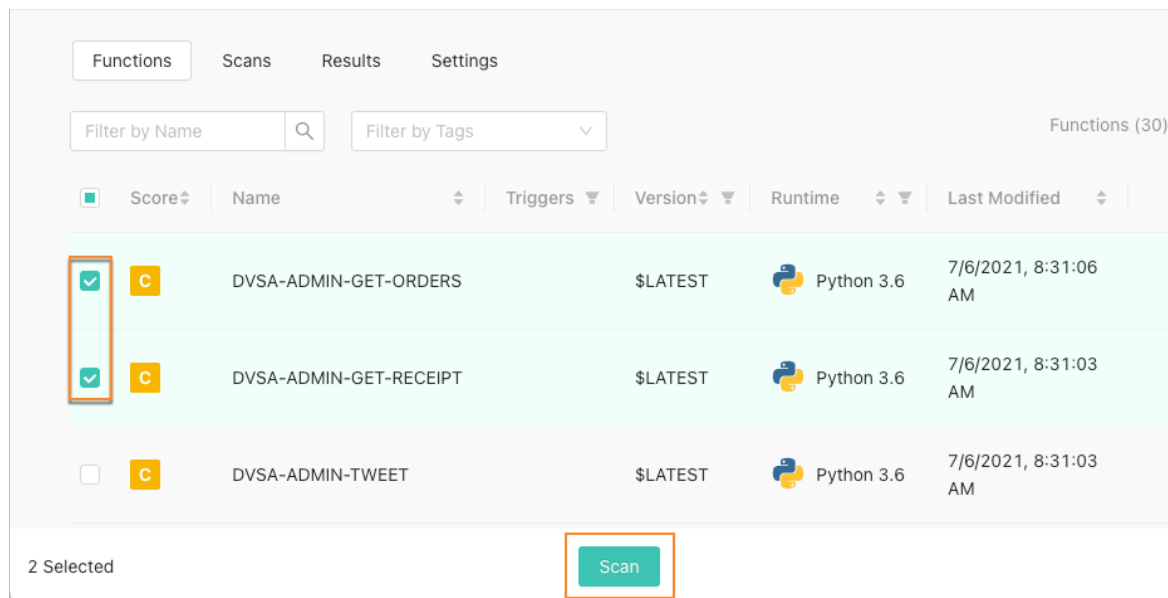 Functions Scans Results Settings
Filter by Name Filter by Tags Functions (30)
Score Name Triggers Version Runtime Last Modified
C DVSA-ADMIN-GET-ORDERS $LATEST Python 3.6 7/6/2021, 8:31:06
AM
C DVSA-ADMIN-GET-RECEIPT $LATEST Python 3.6 7/6/2021, 8:31:03
AM
C DVSA-ADMIN-TWEET $LATEST Python 3.6 7/6/2021, 8:31:03
AM
2 Selected Scan